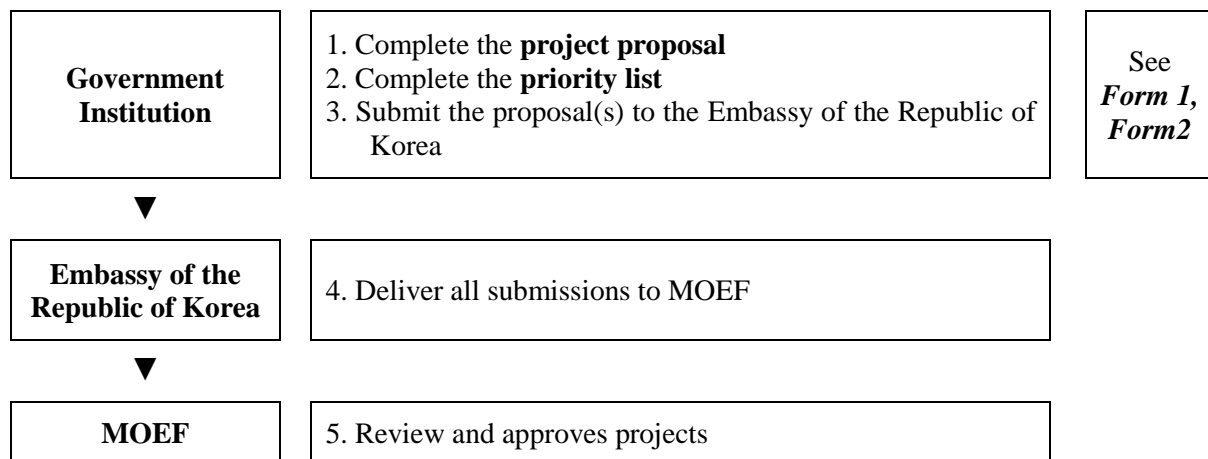 Government
Institution
1. Complete the project proposal
2. Complete the priority list
3. Submit the proposal(s) to the Embassy of the Republic of
Korea
See
Form 1,
Form2
▼
Embassy of the
Republic of Korea
4. Deliver all submissions to MOEF
▼
MOEF
5. Review and approves projects